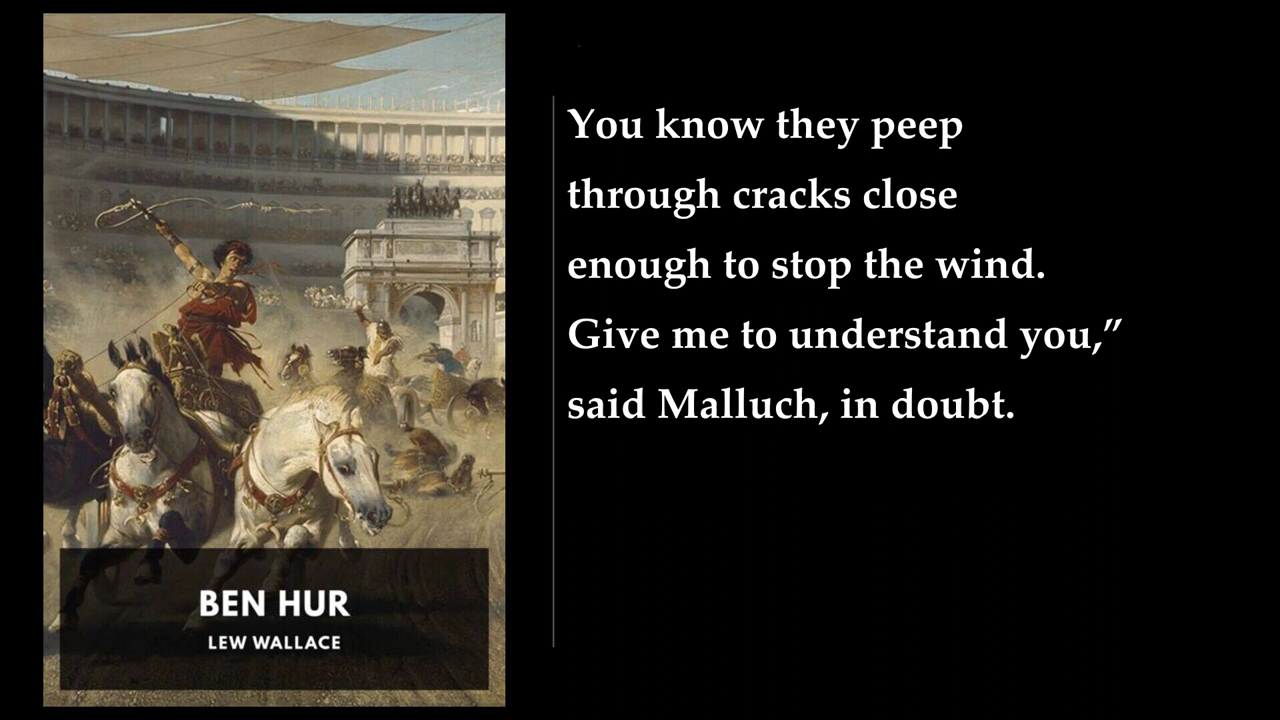 You know they peep
through cracks close
enough to stop the wind.
Give me to understand you,”
said Malluch, in doubt.
BEN HUR
LEW WALLACE